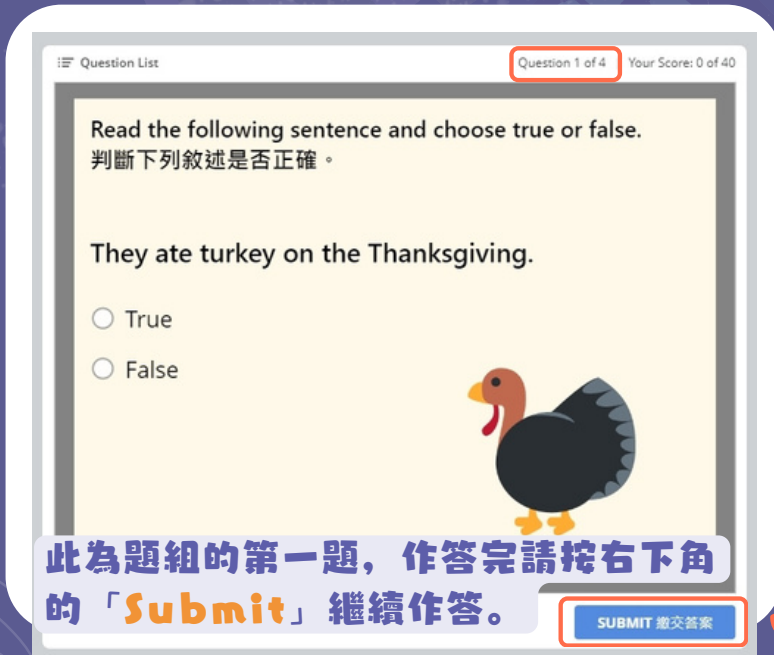 Question List
Question 1 of 4
Your Score: 0 of 40
Read the following sentence and choose true or false.
判斷下列敘述是否正確。
They ate turkey on the Thanksgiving.
True
False
此為題組的第一題，作答完請按右下角
的「Submit」繼續作答。
SUBMIT 繳交答案